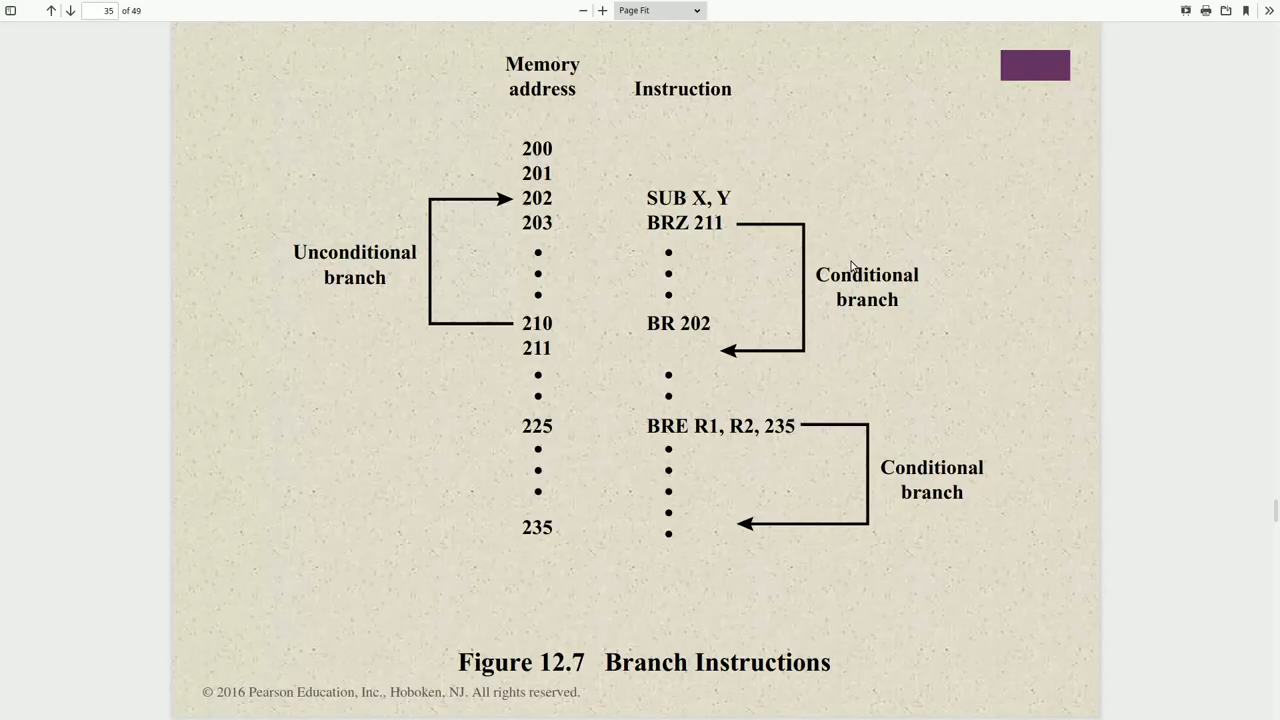 35 of 49
Page Fit
Memory
address
Instruction
200
201
202 SUB X, Y
203 BRZ 211
Unconditional
branch
Conditional
branch
210 BR 202
211
225 BRE R1, R2, 235
Conditional
branch
235
Figure 12.7 Branch Instructions
© 2016 Pearson Education, Inc., Hoboken, NJ. All rights reserved.